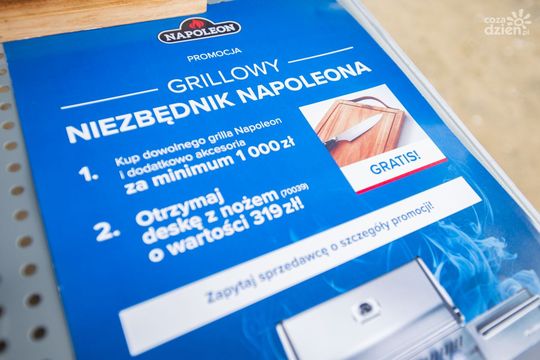 coza
dzień.pl
NAPOLEON
PROMOCJA
GRILLOWY
NIEZBĘDNIK NAPOLEONA
1. Kup dowolnego grilla Napoleon
i dodatkowo akcesoria
za minimum 1 000 zł
GRATIS!
2. Otrzymaj
deskę z nożem (70039)
o wartości 319 zł!
Zapytaj sprzedawcę o szczegóły promocji!